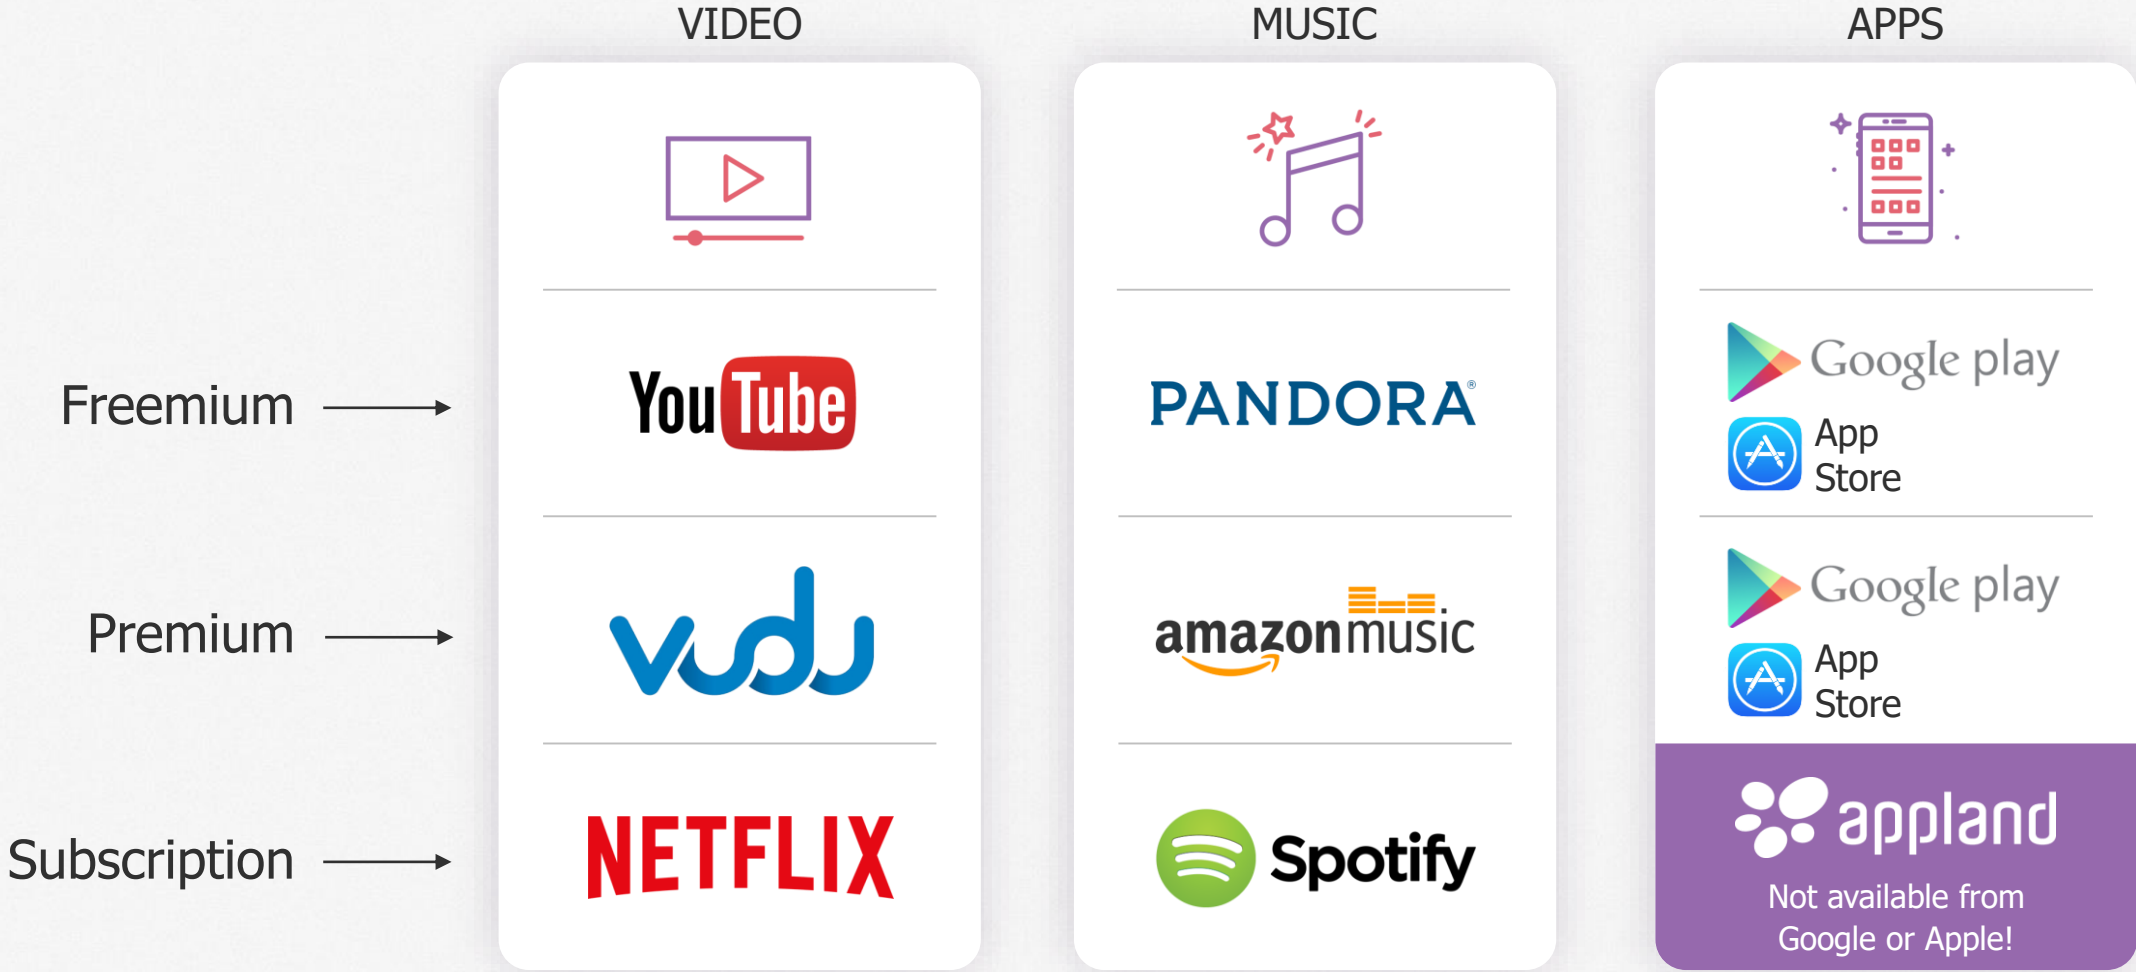 VIDEO
MUSIC
APPS
Freemium
YouTube
PANDORA®
Google play
App
Store
Premium
vudu
amazonmusic
Google play
App
Store
Subscription
NETFLIX
Spotify
appland
Not available from
Google or Apple!